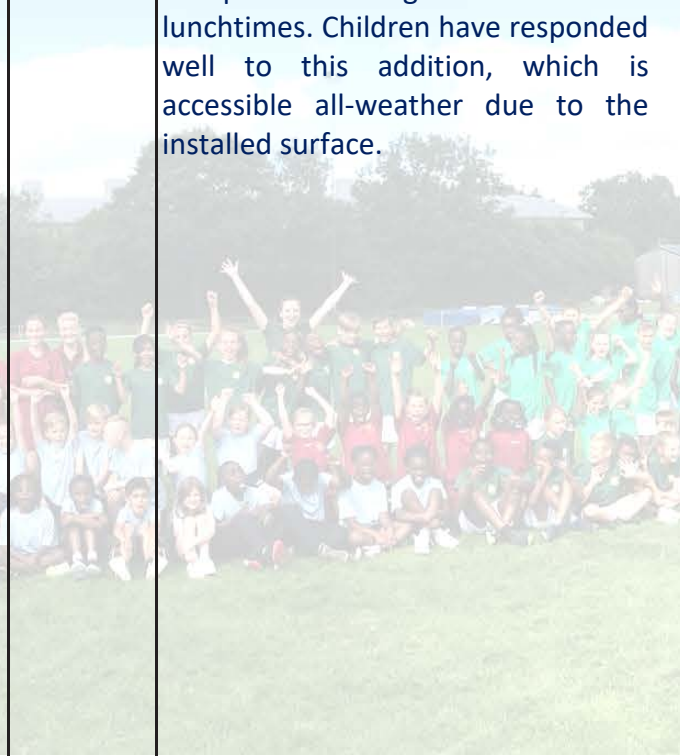 lunchtimes. Children have responded
well to this addition, which is
accessible all-weather due to the
installed surface.